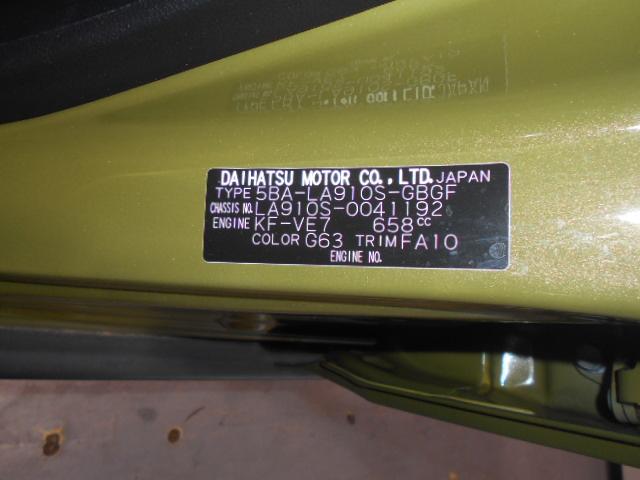 DAIHATSU MOTOR CO., LTD. JAPAN
TYPE 5BA-LA910S-GBGF
CHASSIS NO. LA910S-0041192
ENGINE KF-VE7 658cc
COLOR G63 TRIM FA10
ENGINE NO.